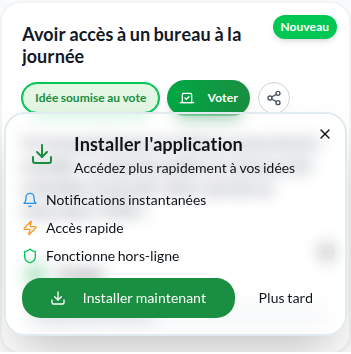 Nouveau
Avoir accès à un bureau à la
journée
Idée soumise au vote
Voter
Installer l'application
Accédez plus rapidement à vos idées
Notifications instantanées
Accès rapide
Fonctionne hors-ligne
Installer maintenant
Plus tard